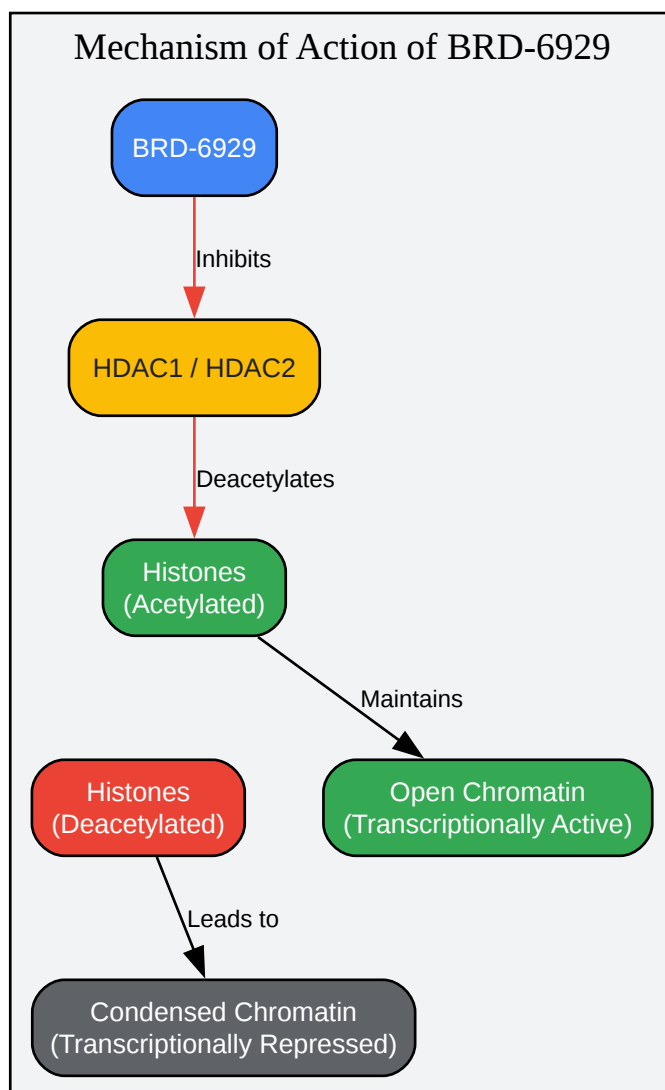 Mechanism of Action of BRD-6929
BRD-6929
Inhibits
HDAC1 / HDAC2
Deacetylates
Histones
(Acetylated)
Maintains
Histones
(Deacetylated)
Open Chromatin
(Transcriptionally Active)
Leads to
Condensed Chromatin
(Transcriptionally Repressed)